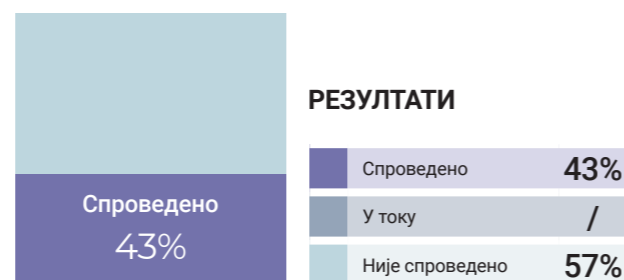 Спроведено
43%
РЕЗУЛТАТИ
Спроведено 43%
У току /
Није спроведено 57%